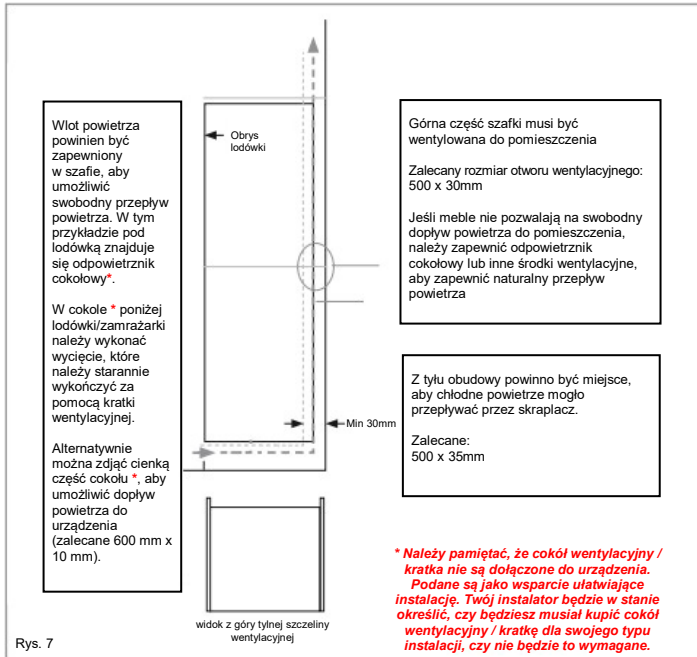 Wlot powietrza
powinien być
zapewniony
w szafie, aby
umożliwić
swobodny przepływ
powietrza. W tym
przykładzie pod
lodówką znajduje
się odpowietrznik
cokołowy*.
W cokole * poniżej
lodówki/zamrażarki
należy wykonać
wycięcie, które
należy starannie
wykończyć za
pomocą kratki
wentylacyjnej.
Alternatywnie
można zdjąć cienką
część cokołu *, aby
umożliwić dopływ
powietrza do
urządzenia
(zalecane 600 mm x
10 mm).
Obrys
lodówki
Min 30mm
widok z góry tylnej szczeliny
wentylacyjnej
Górna część szafki musi być
wentylowana do pomieszczenia
Zalecany rozmiar otworu wentylacyjnego:
500 x 30mm
Jeśli meble nie pozwalają na swobodny
dopływ powietrza do pomieszczenia,
należy zapewnić odpowietrznik
cokołowy lub inne środki wentylacyjne,
aby zapewnić naturalny przepływ
powietrza
Z tyłu obudowy powinno być miejsce,
aby chłodne powietrze mogło
przepływać przez skraplacz.
Zalecane:
500 x 35mm
* Należy pamiętać, że cokół wentylacyjny /
kratka nie są dołączone do urządzenia.
Podane są jako wsparcie ułatwiające
instalację. Twój instalator będzie w stanie
określić, czy będziesz musiał kupić cokół
wentylacyjny / kratkę dla swojego typu
instalacji, czy nie będzie to wymagane.
Rys. 7